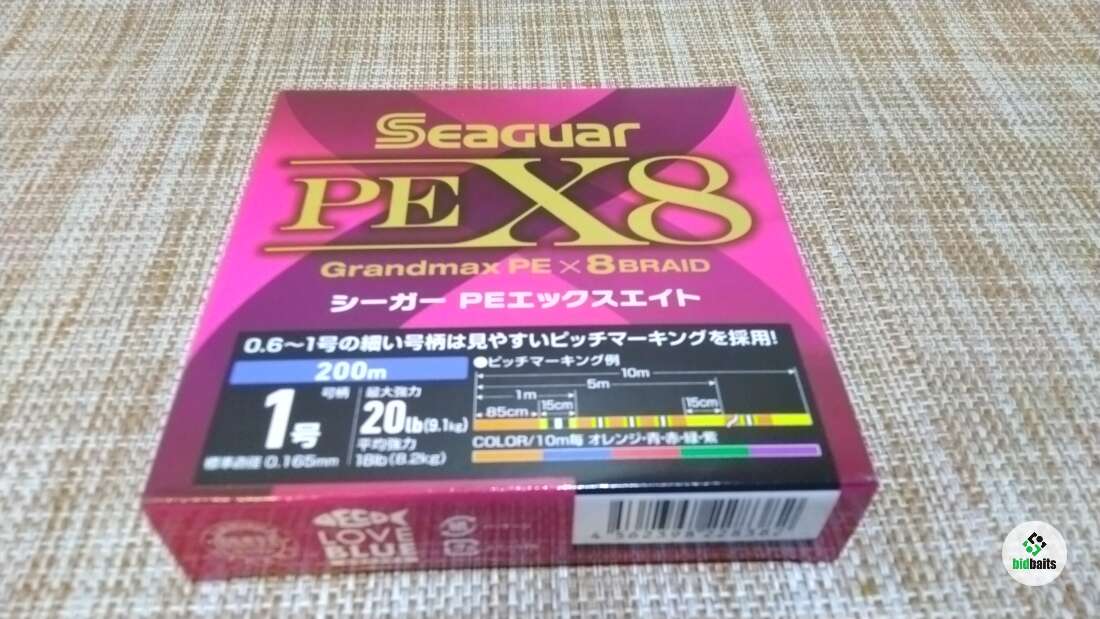 Seaguar
PE X8
Grandmax PE×8BRAID
シーガー PEエックスエイト
0.6〜1号の細い号柄は見やすいピッチマーキングを採用!
200m
●ピッチマーキング例
10m
5m
1m
15cm
15cm
85cm
号柄
1号
標準直径 0.165mm
最大強力
20lb(9.1kg)
平均強力
18lb(8.2kg)
COLOR/10m毎 オレンジ・青・赤・緑・紫
LOVE
BLUE
bidbaits